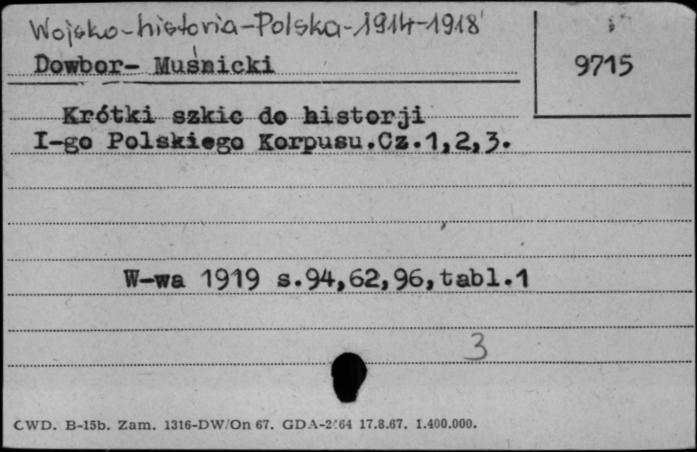 Wojsko-historia-Polska-1914-1918
Dowbor- Muśnicki
9715
Krótki szkic do historji
I-go Polskiego Korpusu.Cz.1,2,3.
W-wa 1919 s.94,62,96,tabl.1
3
CWD. B-15b. Zam. 1316-DW/On 67. 17.8.67. 1.400.000.